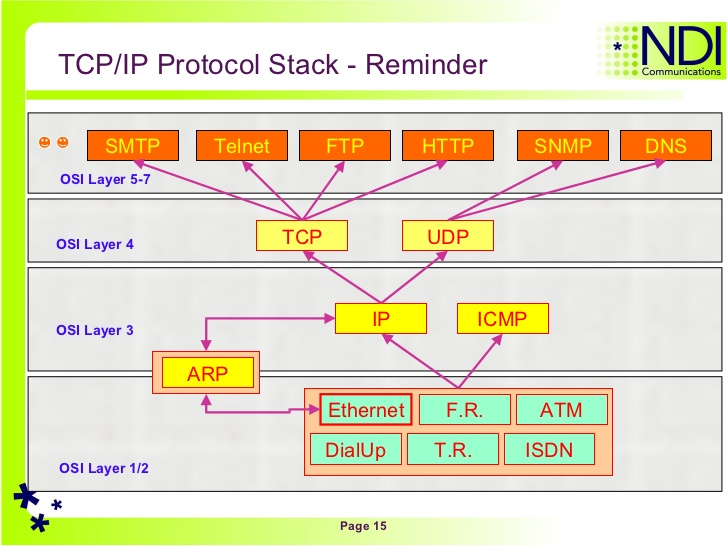 TCP/IP Protocol Stack - Reminder
* NDI
Communications
SMTP Telnet FTP HTTP SNMP DNS
OSI Layer 5-7
TCP UDP
OSI Layer 4
IP ICMP
OSI Layer 3
ARP
Ethernet F.R. ATM
DialUp T.R. ISDN
OSI Layer 1/2
Page 15